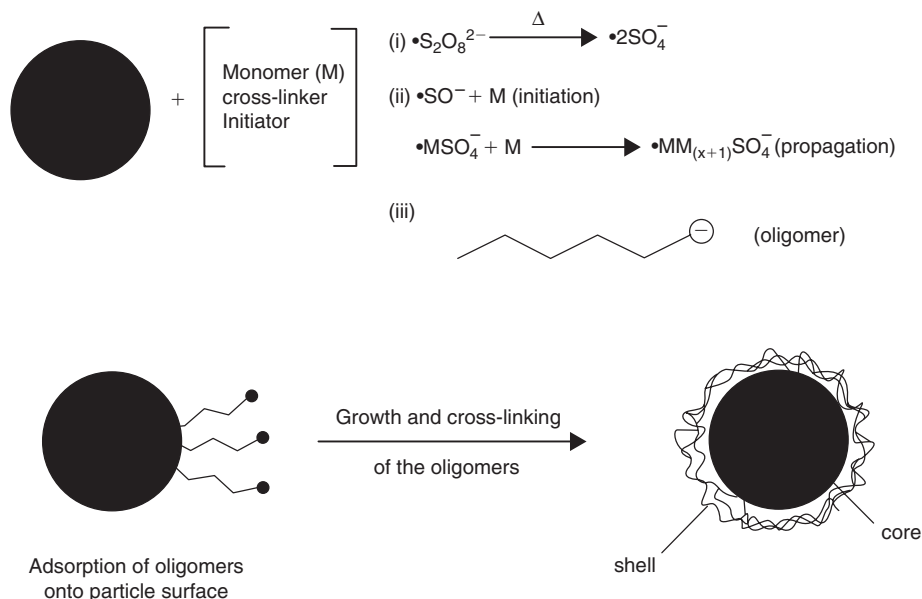 +
Monomer (M)
cross-linker
Initiator
(i) •S₂O₈²⁻ Δ ⟶ •2SO₄⁻
(ii) •SO⁻ + M (initiation)
•MSO₄⁻ + M ⟶ •MM₍ₓ₊₁₎SO₄⁻ (propagation)
(iii)
− (oligomer)
Growth and cross-linking
of the oligomers
Adsorption of oligomers
onto particle surface
shell
core